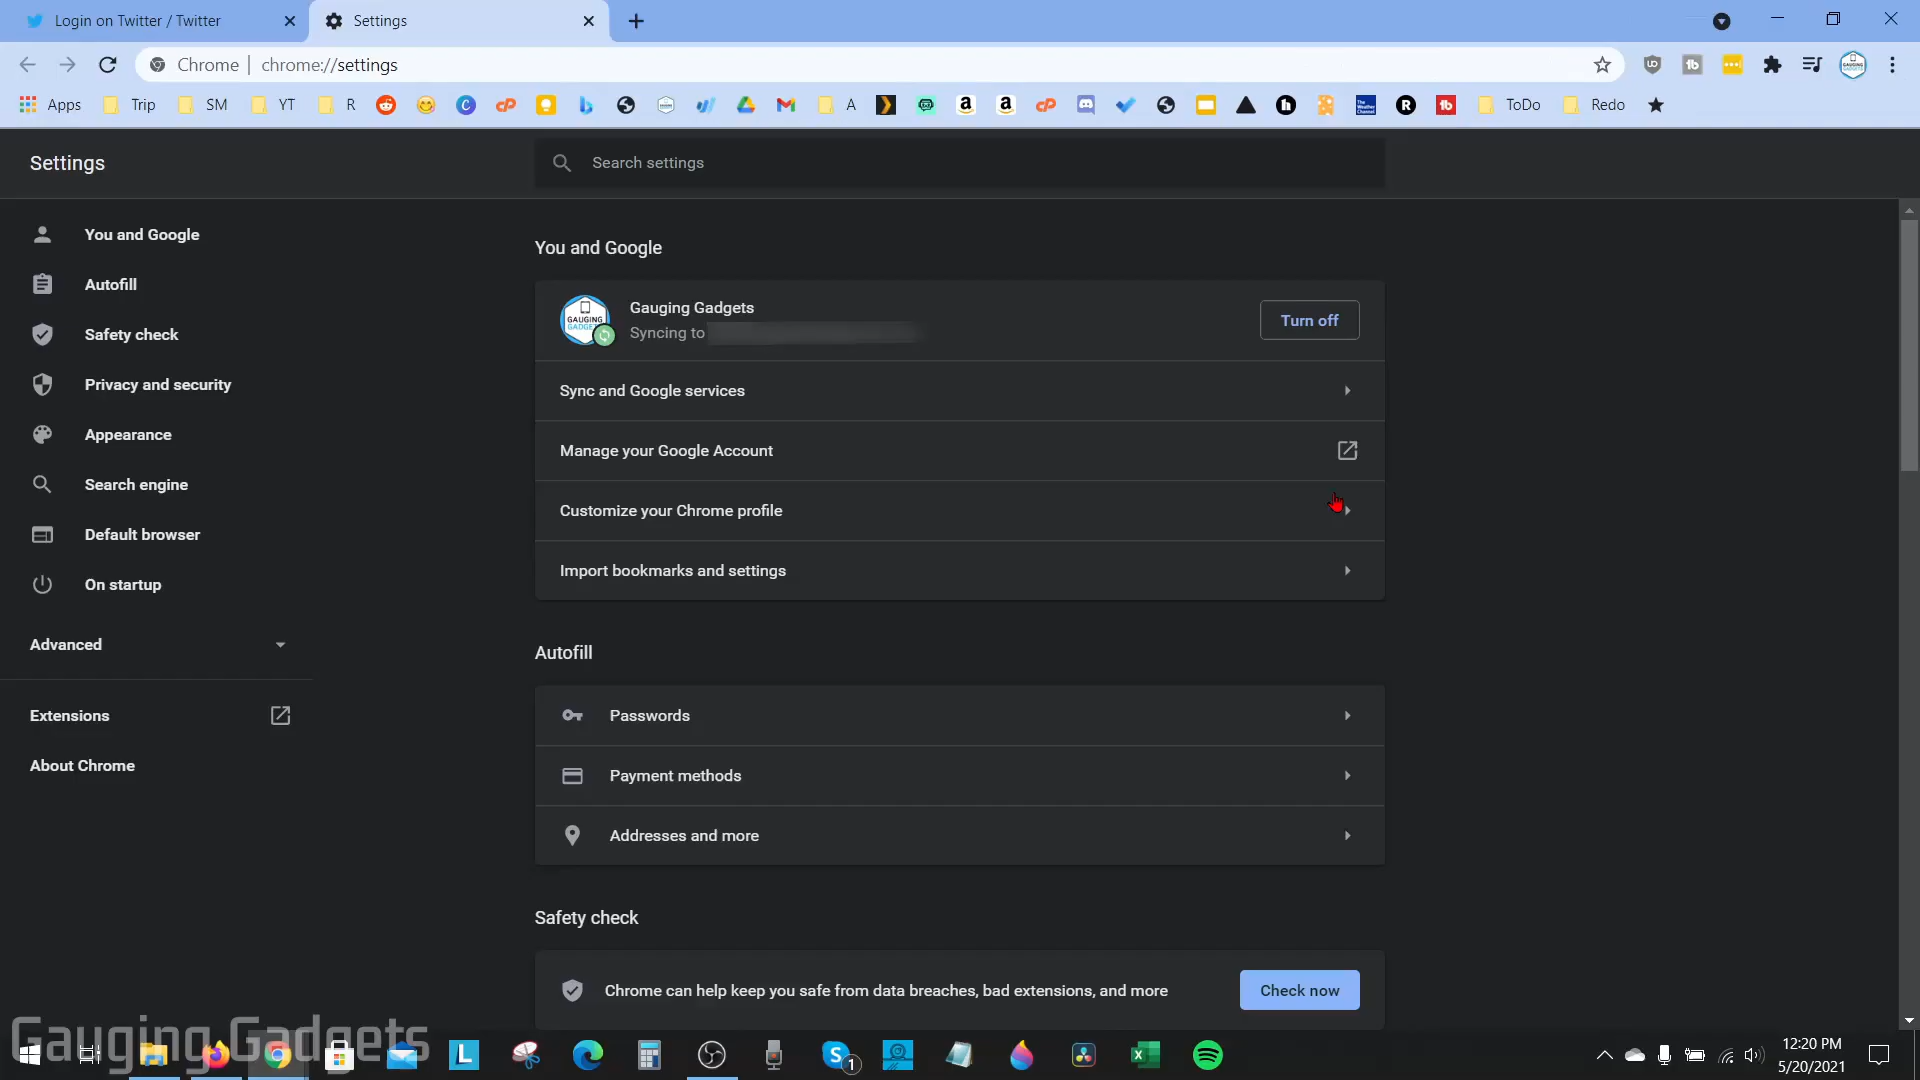 Login on Twitter / Twitter
Settings
Chrome | chrome://settings
Apps Trip SM YT R A ToDo Redo
Settings
Search settings
You and Google
Autofill
Safety check
Privacy and security
Appearance
Search engine
Default browser
On startup
Advanced
Extensions
About Chrome
You and Google
Gauging Gadgets
Syncing to
Turn off
Sync and Google services
Manage your Google Account
Customize your Chrome profile
Import bookmarks and settings
Autofill
Passwords
Payment methods
Addresses and more
Safety check
Chrome can help keep you safe from data breaches, bad extensions, and more
Check now
Gauging Gadgets
12:20 PM
5/20/2021